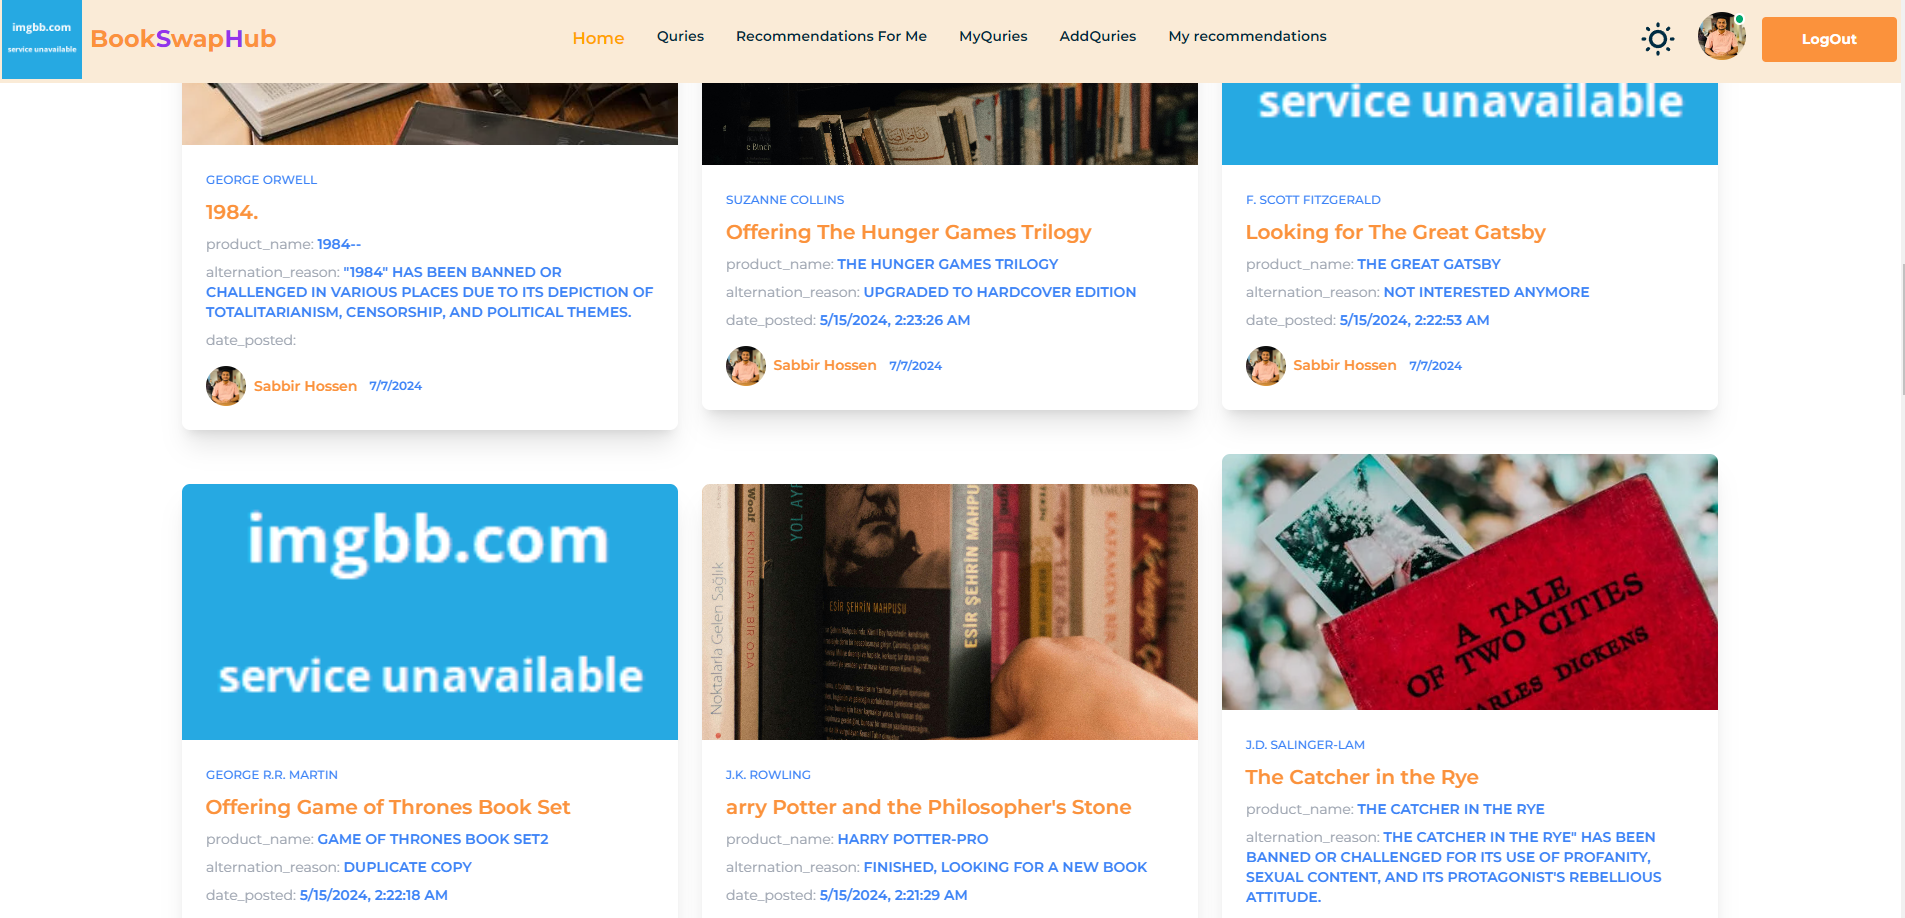 imgbb.com
service unavailable
BookSwapHub
Home
Quries
Recommendations For Me
MyQuries
AddQuries
My recommendations
LogOut
GEORGE ORWELL
1984.
product_name: 1984--
alternation_reason: "1984" HAS BEEN BANNED OR
CHALLENGED IN VARIOUS PLACES DUE TO ITS DEPICTION OF
TOTALITARIANISM, CENSORSHIP, AND POLITICAL THEMES.
date_posted:
Sabbir Hossen 7/7/2024
SUZANNE COLLINS
Offering The Hunger Games Trilogy
product_name: THE HUNGER GAMES TRILOGY
alternation_reason: UPGRADED TO HARDCOVER EDITION
date_posted: 5/15/2024, 2:23:26 AM
Sabbir Hossen 7/7/2024
service unavailable
F. SCOTT FITZGERALD
Looking for The Great Gatsby
product_name: THE GREAT GATSBY
alternation_reason: NOT INTERESTED ANYMORE
date_posted: 5/15/2024, 2:22:53 AM
Sabbir Hossen 7/7/2024
imgbb.com
service unavailable
GEORGE R.R. MARTIN
Offering Game of Thrones Book Set
product_name: GAME OF THRONES BOOK SET2
alternation_reason: DUPLICATE COPY
date_posted: 5/15/2024, 2:22:18 AM
Noktalarla Gelen Sağlık
Woolf KENDINE AIT BIR ODA
YOL AYR
ESİR ŞEHRİN MAHPUSU
ESİR ŞEHRİN MAHPU
PAMUK
J.K. ROWLING
arry Potter and the Philosopher's Stone
product_name: HARRY POTTER-PRO
alternation_reason: FINISHED, LOOKING FOR A NEW BOOK
date_posted: 5/15/2024, 2:21:29 AM
A TALE
OF TWO CITIES
ARLES DICKENS
J.D. SALINGER-LAM
The Catcher in the Rye
product_name: THE CATCHER IN THE RYE
alternation_reason: THE CATCHER IN THE RYE" HAS BEEN
BANNED OR CHALLENGED FOR ITS USE OF PROFANITY,
SEXUAL CONTENT, AND ITS PROTAGONIST'S REBELLIOUS
ATTITUDE.